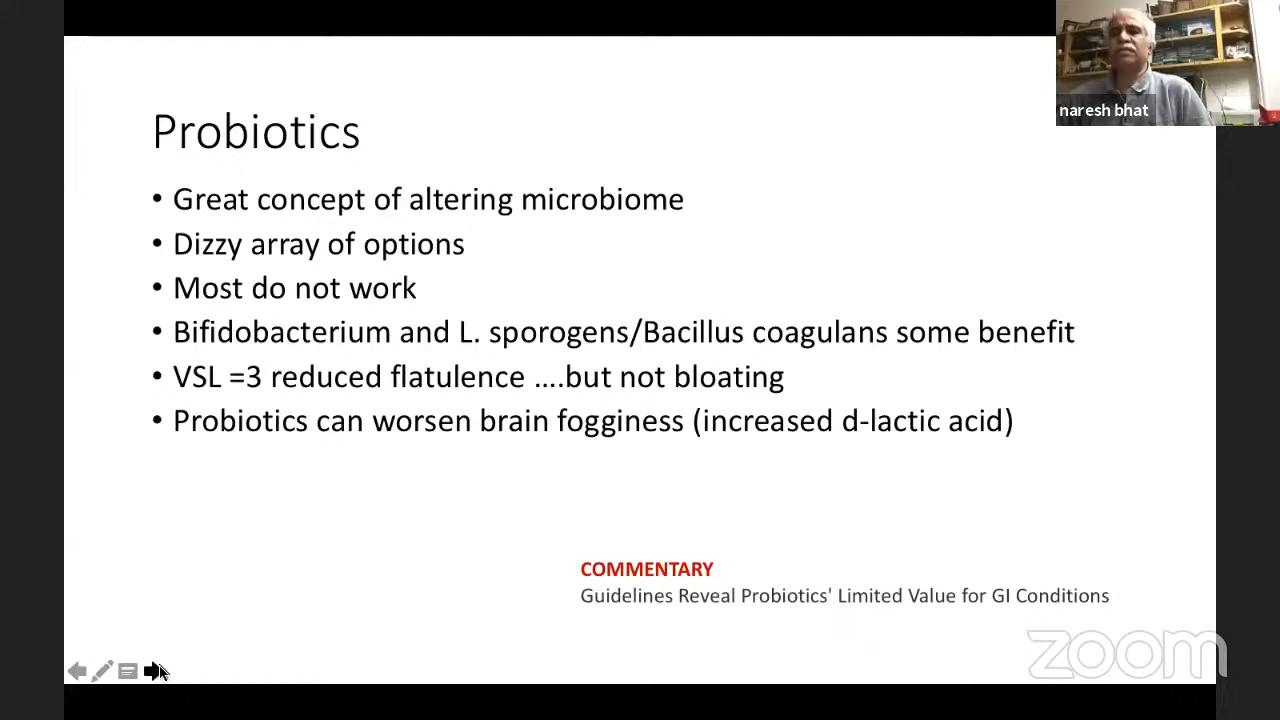 naresh bhat
Probiotics
• Great concept of altering microbiome
• Dizzy array of options
• Most do not work
• Bifidobacterium and L. sporogens/Bacillus coagulans some benefit
• VSL =3 reduced flatulence ....but not bloating
• Probiotics can worsen brain fogginess (increased d-lactic acid)
COMMENTARY
Guidelines Reveal Probiotics' Limited Value for GI Conditions
zoom